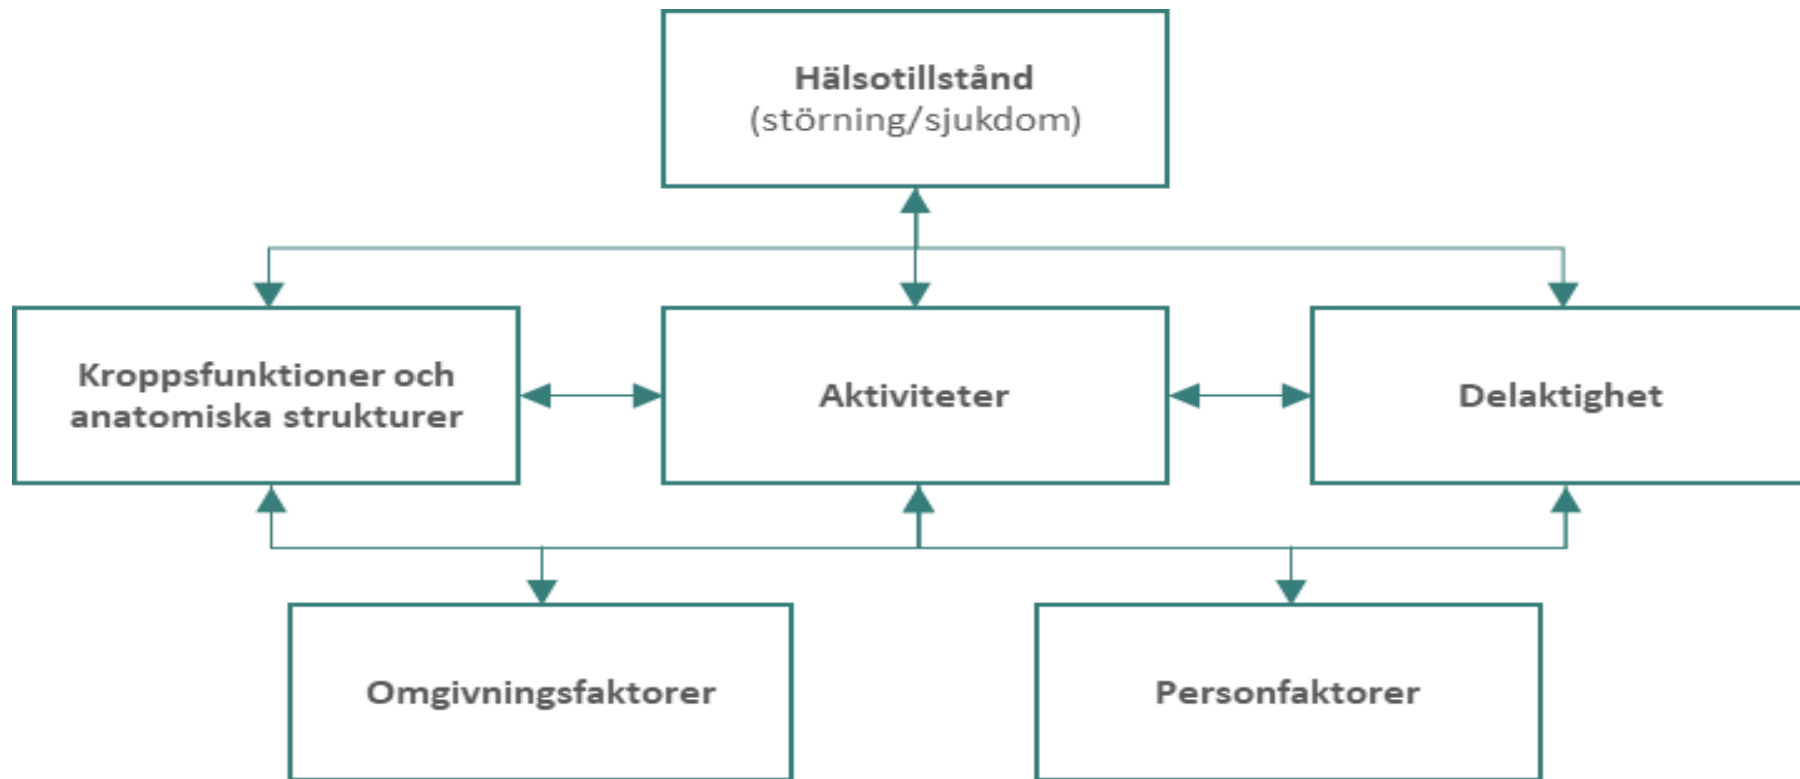 Hälsotillstånd
(störning/sjukdom)
Kroppsfunktioner och
anatomiska strukturer
Aktiviteter
Delaktighet
Omgivningsfaktorer
Personfaktorer